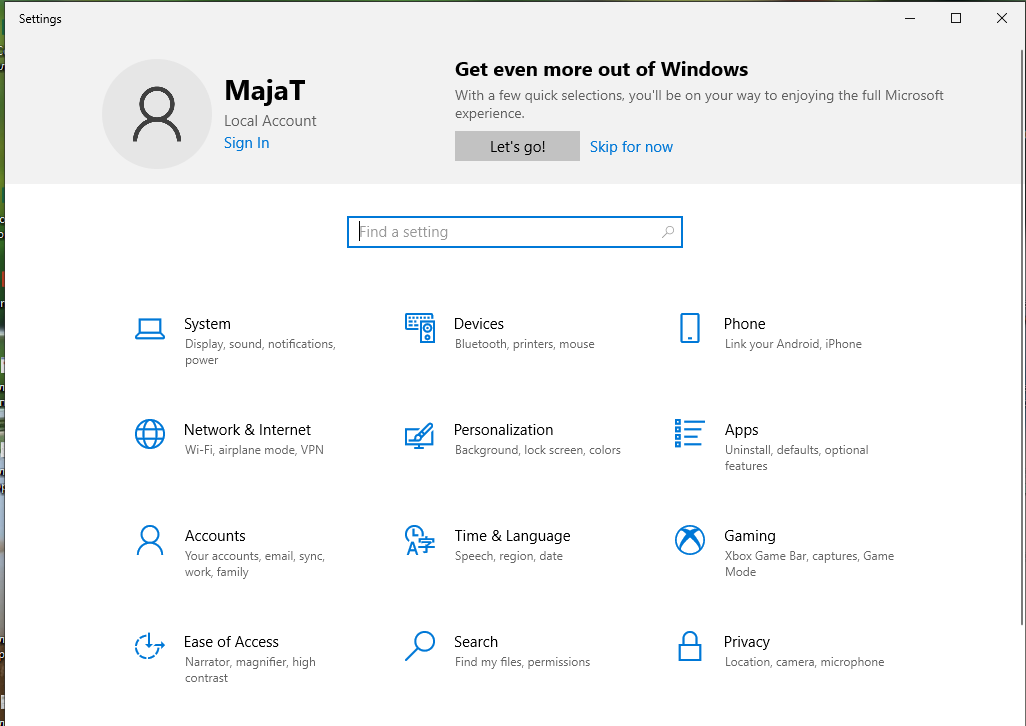 Settings
MajaT
Local Account
Sign In
Get even more out of Windows
With a few quick selections, you'll be on your way to enjoying the full Microsoft
experience.
Let's go!
Skip for now
Find a setting
System
Display, sound, notifications,
power
Devices
Bluetooth, printers, mouse
Phone
Link your Android, iPhone
Network & Internet
Wi-Fi, airplane mode, VPN
Personalization
Background, lock screen, colors
Apps
Uninstall, defaults, optional
features
Accounts
Your accounts, email, sync,
work, family
Time & Language
Speech, region, date
Gaming
Xbox Game Bar, captures, Game
Mode
Ease of Access
Narrator, magnifier, high
contrast
Search
Find my files, permissions
Privacy
Location, camera, microphone